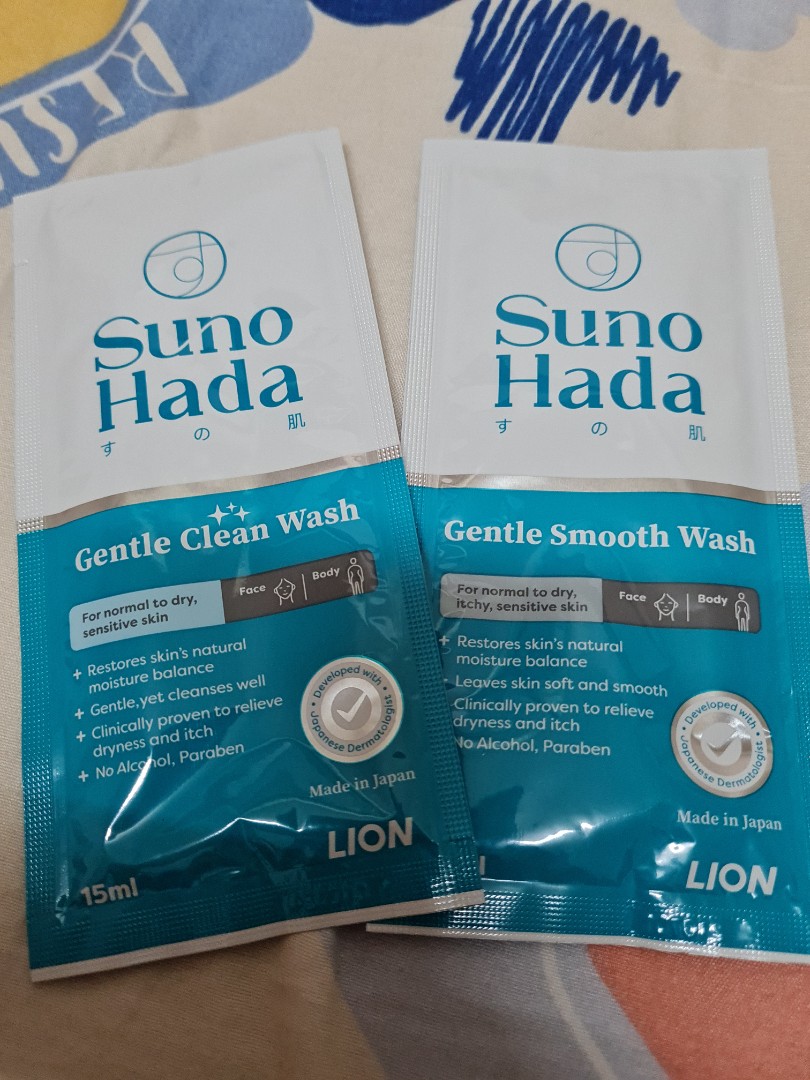 RESI
Suno
Hada
すの肌
Gentle Clean Wash
For normal to dry,
sensitive skin
Face
Body
+ Restores skin's natural
moisture balance
+ Gentle, yet cleanses well
+ Clinically proven to relieve
dryness and itch
+ No Alcohol, Paraben
Developed with
Japanese Dermatologist
Made in Japan
LION
15ml
Suno
Hada
すの肌
Gentle Smooth Wash
For normal to dry,
itchy, sensitive skin
Face
Body
+ Restores skin's natural
moisture balance
Leaves skin soft and smooth
Clinically proven to relieve
dryness and itch
No Alcohol, Paraben
Developed with
Japanese Dermatologist
Made in Japan
LION